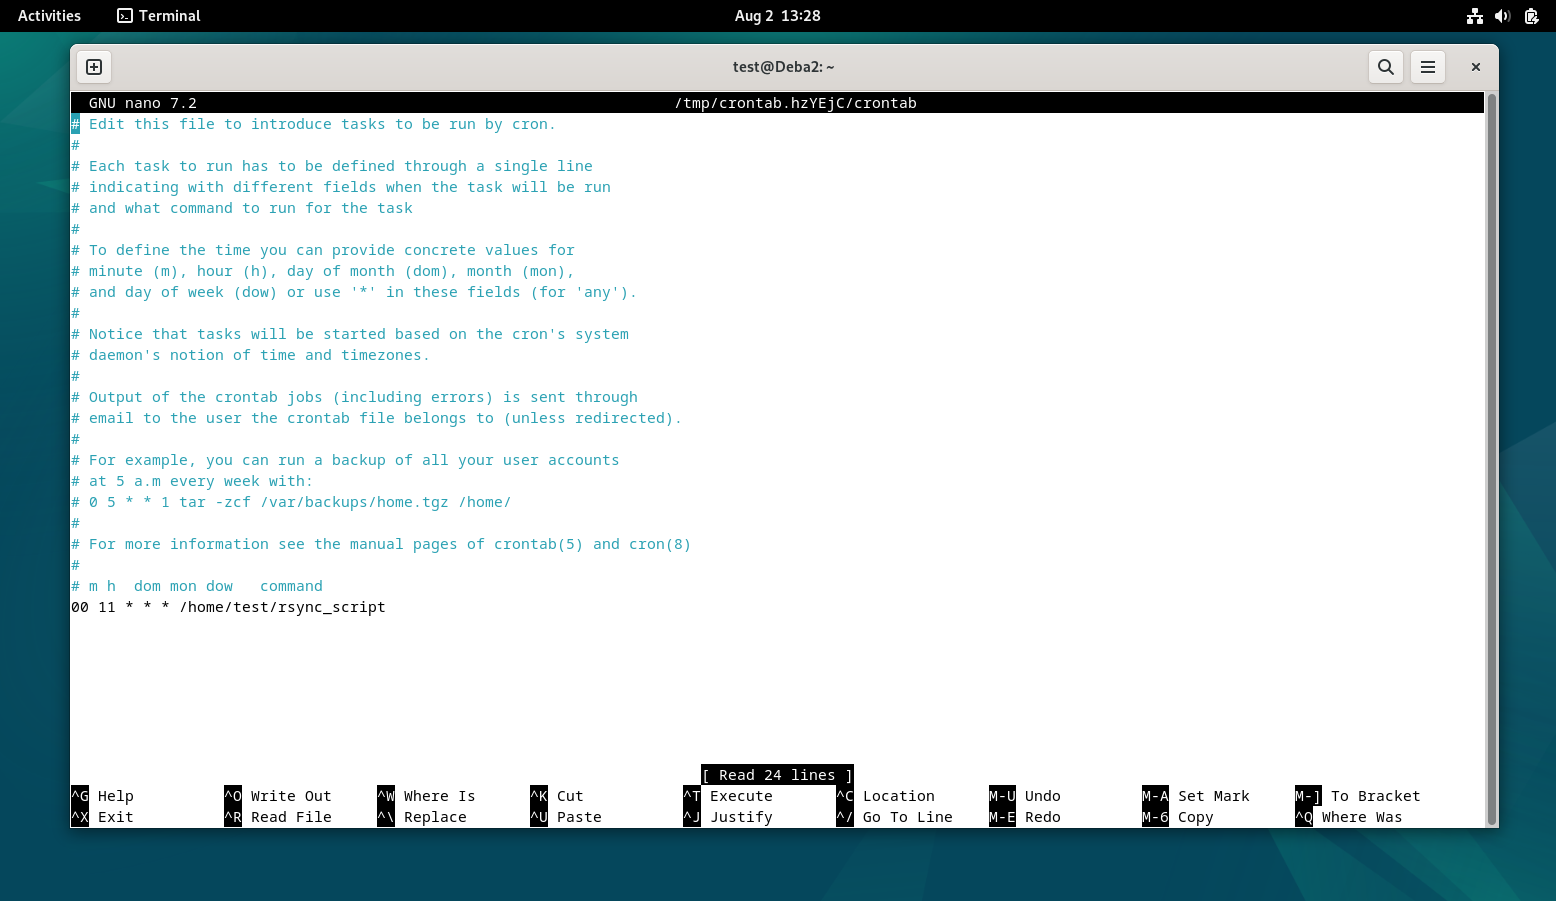 Activities Terminal Aug 2 13:28
test@Deba2: ~
GNU nano 7.2 /tmp/crontab.hzYEjC/crontab
# Edit this file to introduce tasks to be run by cron.
#
# Each task to run has to be defined through a single line
# indicating with different fields when the task will be run
# and what command to run for the task
#
# To define the time you can provide concrete values for
# minute (m), hour (h), day of month (dom), month (mon),
# and day of week (dow) or use '*' in these fields (for 'any').
#
# Notice that tasks will be started based on the cron's system
# daemon's notion of time and timezones.
#
# Output of the crontab jobs (including errors) is sent through
# email to the user the crontab file belongs to (unless redirected).
#
# For example, you can run a backup of all your user accounts
# at 5 a.m every week with:
# 0 5 * * 1 tar -zcf /var/backups/home.tgz /home/
#
# For more information see the manual pages of crontab(5) and cron(8)
#
# m h  dom mon dow   command
00 11 * * * /home/test/rsync_script
[ Read 24 lines ]
^G Help ^O Write Out ^W Where Is ^K Cut ^T Execute ^C Location M-U Undo M-A Set Mark M-] To Bracket
^X Exit ^R Read File ^\ Replace ^U Paste ^J Justify ^/ Go To Line M-E Redo M-6 Copy ^Q Where Was